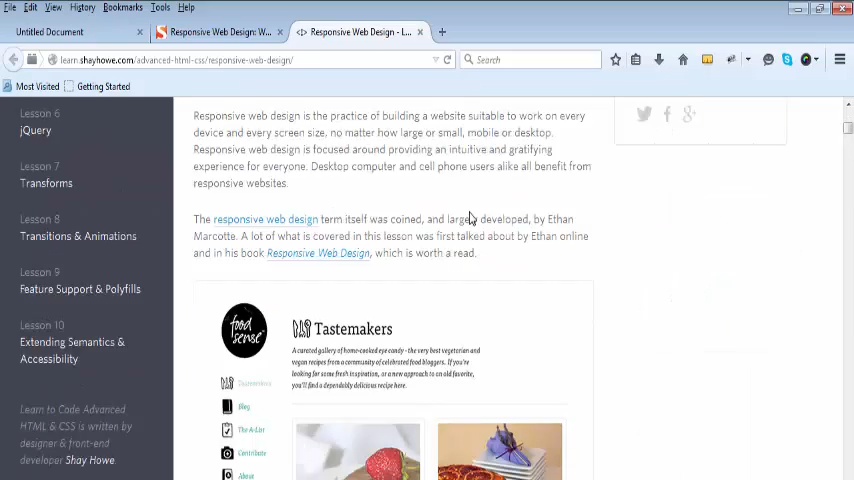 File Edit View History Bookmarks Tools Help
Untitled Document × Responsive Web Design: W... × Responsive Web Design - L... × +
learn.shayhowe.com/advanced-html-css/responsive-web-design/ Search
Most Visited Getting Started
Lesson 6
jQuery
Lesson 7
Transforms
Lesson 8
Transitions & Animations
Lesson 9
Feature Support & Polyfills
Lesson 10
Extending Semantics &
Accessibility
Learn to Code Advanced
HTML & CSS is written by
designer & front-end
developer Shay Howe.
Responsive web design is the practice of building a website suitable to work on every
device and every screen size, no matter how large or small, mobile or desktop.
Responsive web design is focused around providing an intuitive and gratifying
experience for everyone. Desktop computer and cell phone users alike all benefit from
responsive websites.
The responsive web design term itself was coined, and largely developed, by Ethan
Marcotte. A lot of what is covered in this lesson was first talked about by Ethan online
and in his book Responsive Web Design, which is worth a read.
food
sense
Tastemakers
A curated gallery of home-cooked eye candy - the very best vegetarian and
vegan recipes from a community of celebrated food bloggers. If you're
looking for some fresh inspiration, or a new approach to an old favorite,
you'll find a dependably delicious recipe here.
Tastemakers
Blog
The A-List
Contribute
About